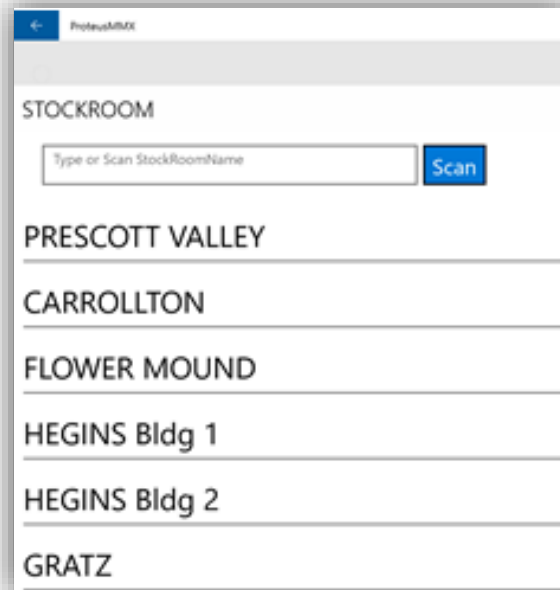 ProteusMMX
STOCKROOM
Type or Scan StockRoomName
Scan
PRESCOTT VALLEY
CARROLLTON
FLOWER MOUND
HEGINS Bldg 1
HEGINS Bldg 2
GRATZ